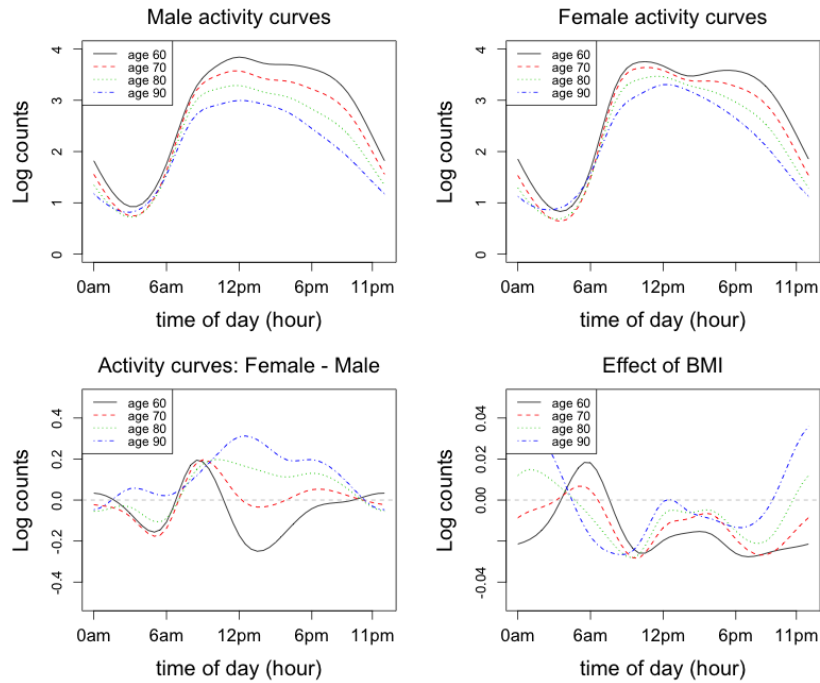 Male activity curves
Log counts
4
3
2
1
0
age 60
age 70
age 80
age 90
0am 6am 12pm 6pm 11pm
time of day (hour)
Female activity curves
Log counts
4
3
2
1
0
age 60
age 70
age 80
age 90
0am 6am 12pm 6pm 11pm
time of day (hour)
Activity curves: Female - Male
Log counts
0.4
0.2
0.0
-0.2
-0.4
age 60
age 70
age 80
age 90
0am 6am 12pm 6pm 11pm
time of day (hour)
Effect of BMI
Log counts
0.04
0.00
-0.04
age 60
age 70
age 80
age 90
0am 6am 12pm 6pm 11pm
time of day (hour)